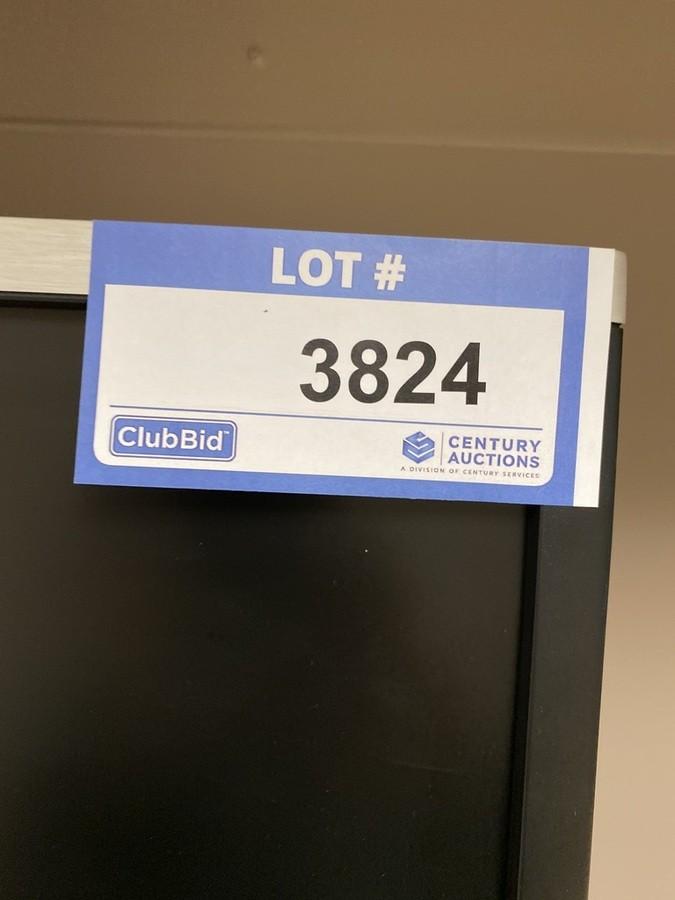 LOT #
3824
ClubBid™
CENTURY
AUCTIONS
A DIVISION OF CENTURY SERVICES